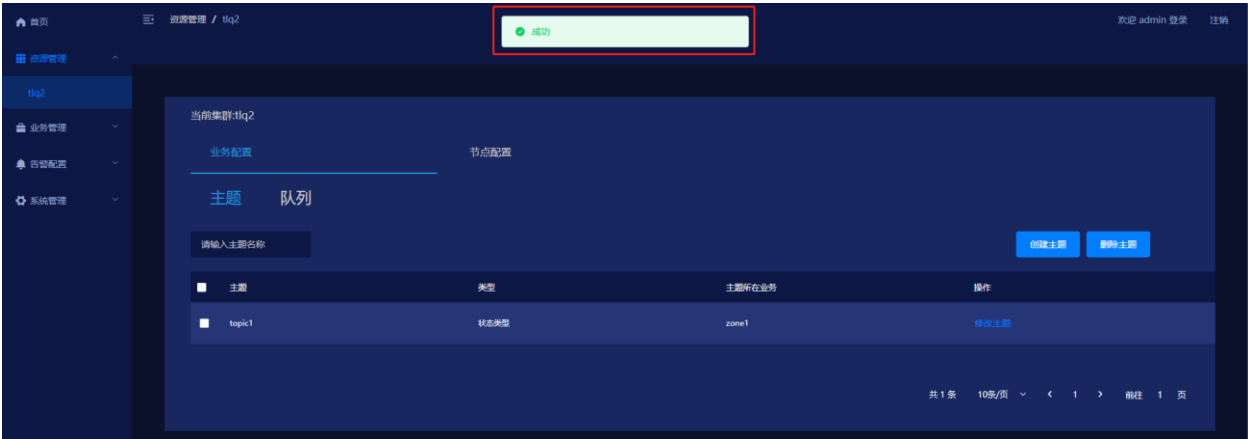 首页
资源管理 / tlq2
成功
欢迎 admin 登录
注销
资源管理
tlq2
业务管理
告警配置
系统管理
当前集群:tlq2
业务配置
节点配置
主题
队列
请输入主题名称
创建主题
删除主题
主题
类型
主题所在业务
操作
topic1
状态类型
zone1
修改主题
共 1 条
10条/页
1
前往 1 页